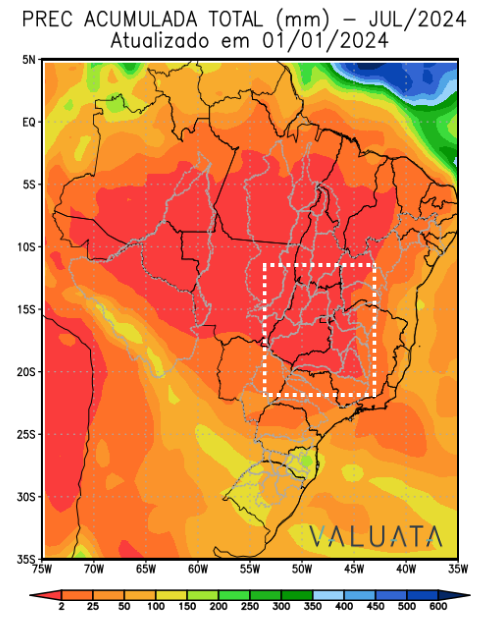 PREC ACUMULADA TOTAL (mm) – JUL/2024
Atualizado em 01/01/2024
5N
EQ
5S
10S
15S
20S
25S
30S
35S
VALUATA
75W 70W 65W 60W 55W 50W 45W 40W 35W
2 25 50 100 150 200 250 300 350 400 450 500 600